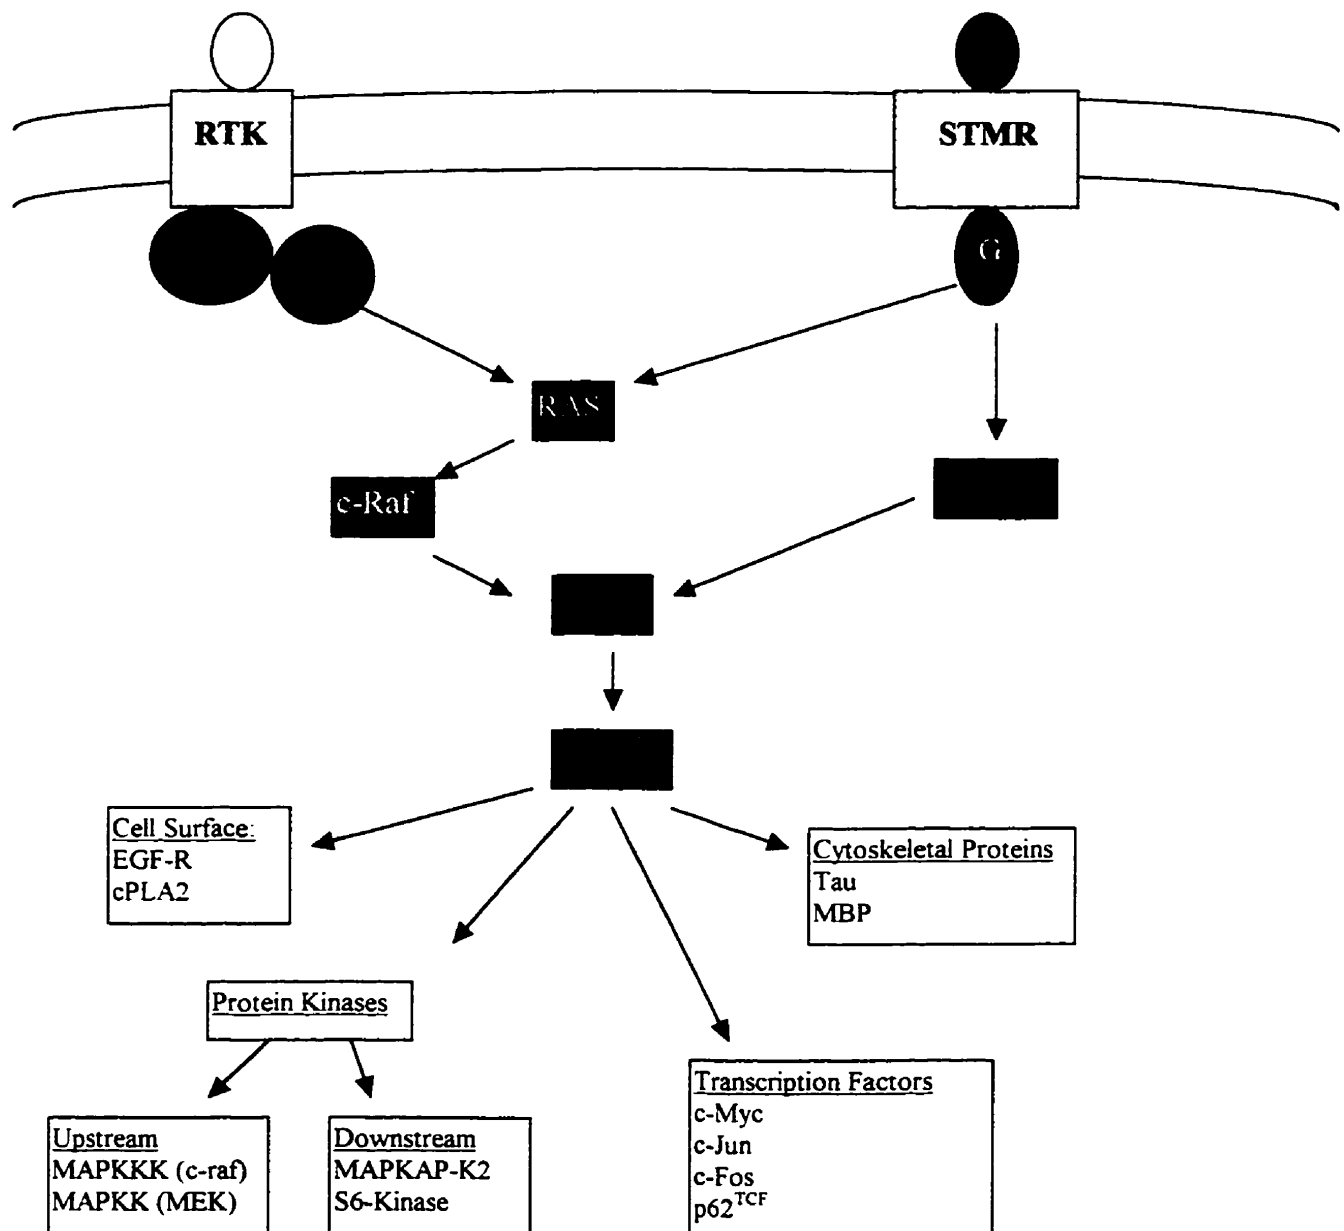 RTK
STMR
G
RAS
c-Raf
Cell Surface:
EGF-R
cPLA2
Cytoskeletal Proteins
Tau
MBP
Protein Kinases
Upstream
MAPKKK (c-raf)
MAPKK (MEK)
Downstream
MAPKAP-K2
S6-Kinase
Transcription Factors
c-Myc
c-Jun
c-Fos
p62TCF